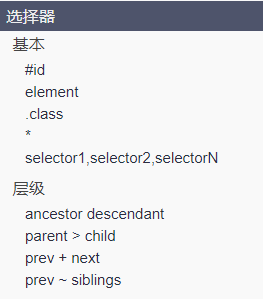 选择器
基本
#id
element
.class
*
selector1,selector2,selectorN
层级
ancestor descendant
parent > child
prev + next
prev ~ siblings